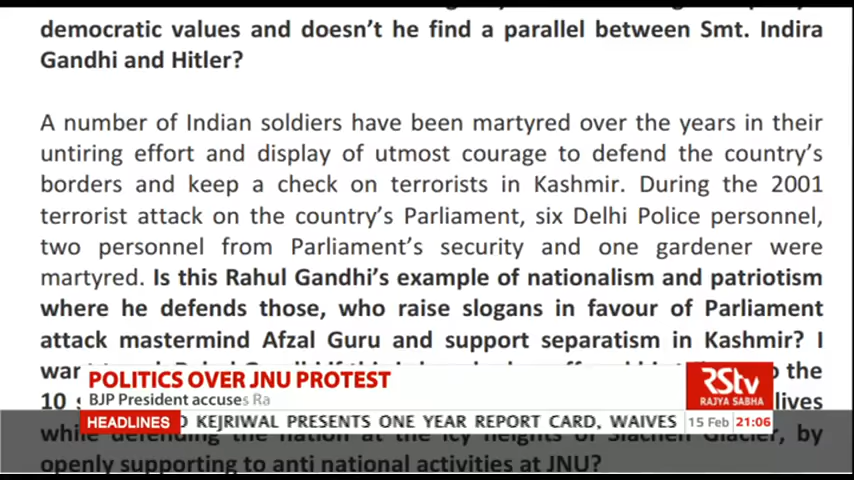 democratic values and doesn't he find a parallel between Smt. Indira
Gandhi and Hitler?
A number of Indian soldiers have been martyred over the years in their
untiring effort and display of utmost courage to defend the country's
borders and keep a check on terrorists in Kashmir. During the 2001
terrorist attack on the country's Parliament, six Delhi Police personnel,
two personnel from Parliament's security and one gardener were
martyred. Is this Rahul Gandhi's example of nationalism and patriotism
where he defends those, who raise slogans in favour of Parliament
attack mastermind Afzal Guru and support separatism in Kashmir? I
the
10
lives
while defending the nation at the icy heights of Siachen Glacier, by
openly supporting to anti national activities at JNU?
POLITICS OVER JNU PROTEST
BJP President accuses Ra
RSTV
RAJYA SABHA
HEADLINES
KEJRIWAL PRESENTS ONE YEAR REPORT CARD, WAIVES
15 Feb 21:06